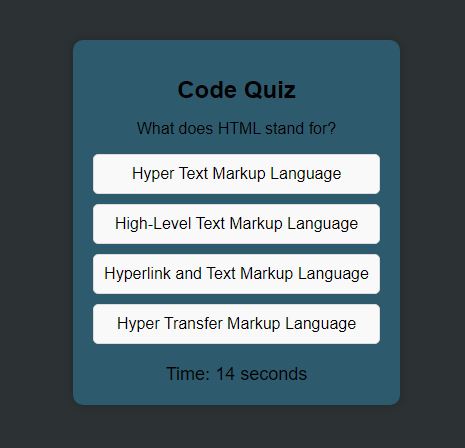 Code Quiz
What does HTML stand for?
Hyper Text Markup Language
High-Level Text Markup Language
Hyperlink and Text Markup Language
Hyper Transfer Markup Language
Time: 14 seconds